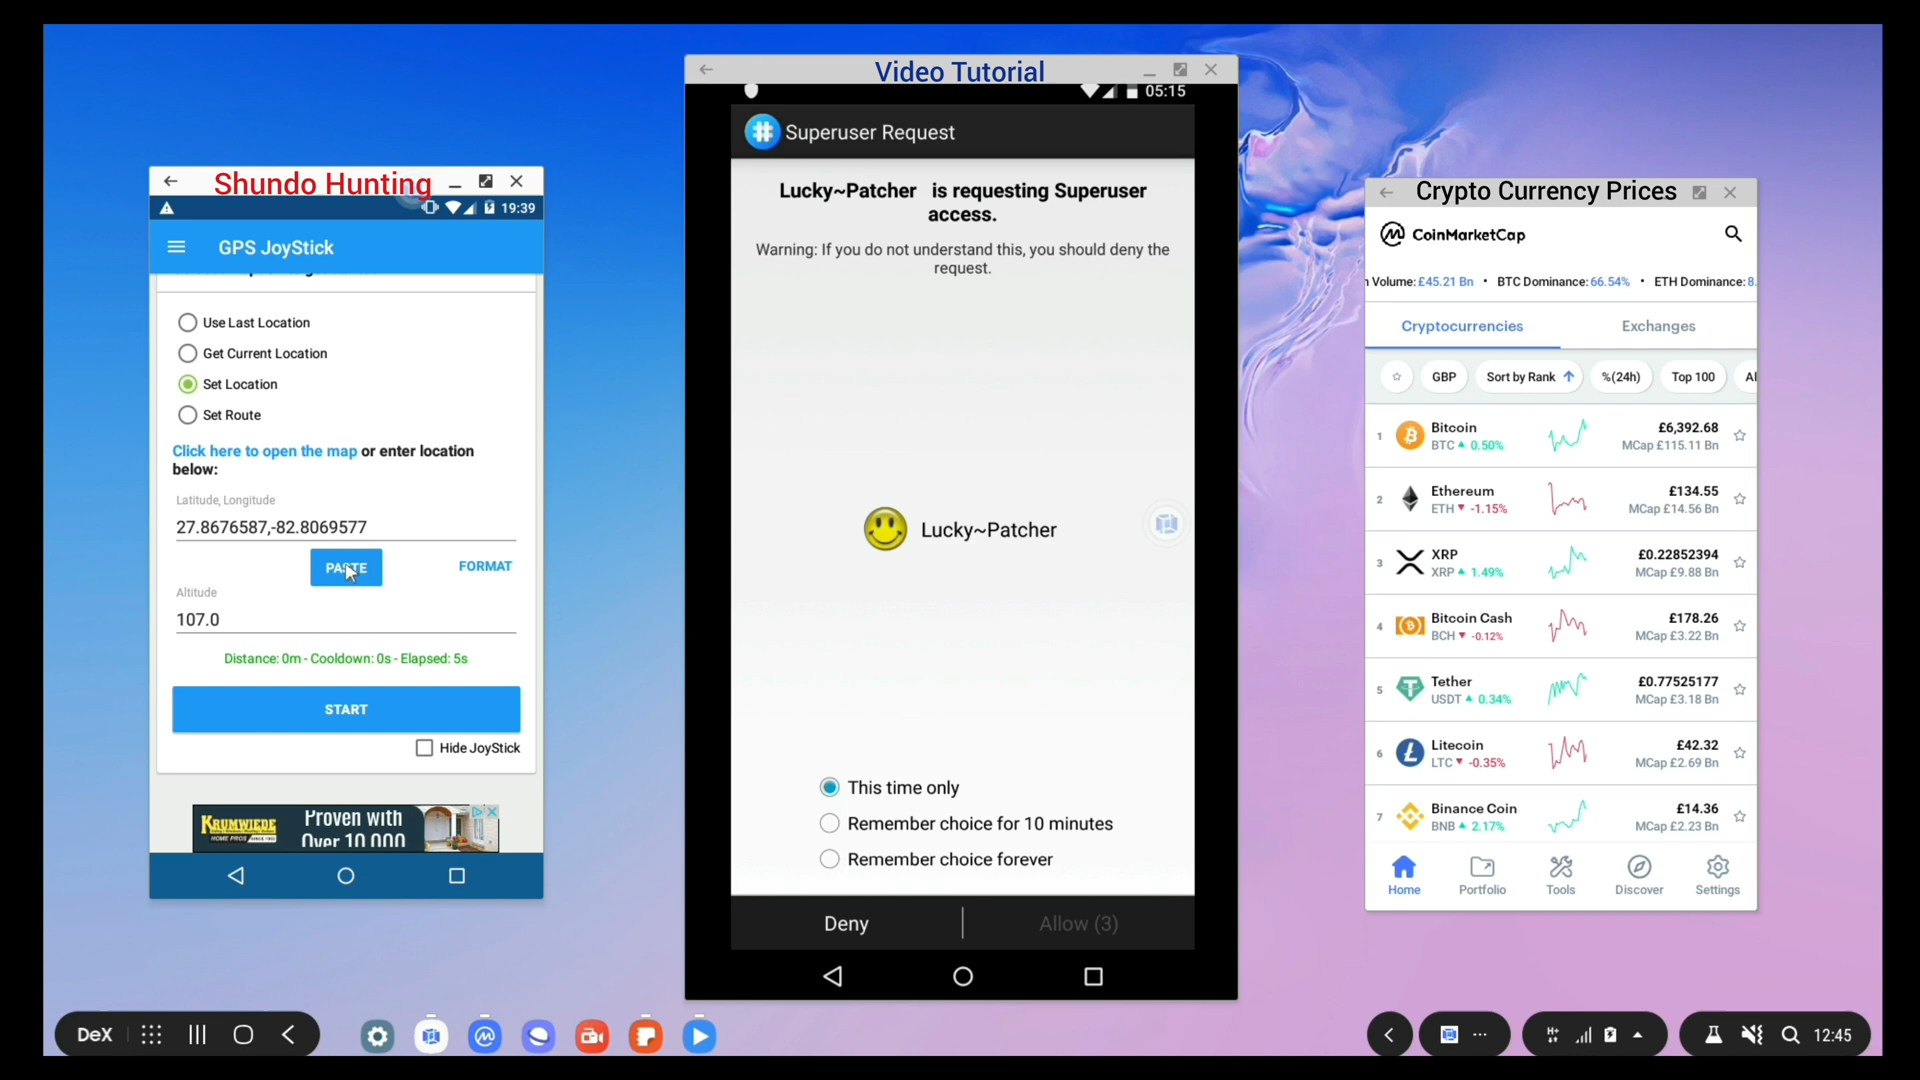 Shundo Hunting
19:39
GPS JoyStick
Use Last Location
Get Current Location
Set Location
Set Route
Click here to open the map or enter location
below:
Latitude, Longitude
27.8676587,-82.8069577
PASTE
FORMAT
Altitude
107.0
Distance: 0m - Cooldown: 0s - Elapsed: 5s
START
Hide JoyStick
KRUMWIEDE
HOME PROS
Proven with
Over 10,000
Video Tutorial
05:15
Superuser Request
Lucky~Patcher is requesting Superuser
access.
Warning: If you do not understand this, you should deny the
request.
Lucky~Patcher
This time only
Remember choice for 10 minutes
Remember choice forever
Deny
Allow (3)
Crypto Currency Prices
CoinMarketCap
Volume: £45.21 Bn • BTC Dominance: 66.54% • ETH Dominance: 8.
Cryptocurrencies
Exchanges
GBP
Sort by Rank
%(24h)
Top 100
1 Bitcoin £6,392.68
BTC 0.50% MCap £115.11 Bn
2 Ethereum £134.55
ETH -1.15% MCap £14.56 Bn
3 XRP £0.22852394
XRP 1.49% MCap £9.88 Bn
4 Bitcoin Cash £178.26
BCH -0.12% MCap £3.22 Bn
5 Tether £0.77525177
USDT 0.34% MCap £3.18 Bn
6 Litecoin £42.32
LTC -0.35% MCap £2.69 Bn
7 Binance Coin £14.36
BNB 2.17% MCap £2.23 Bn
Home
Portfolio
Tools
Discover
Settings
DeX
H+
12:45